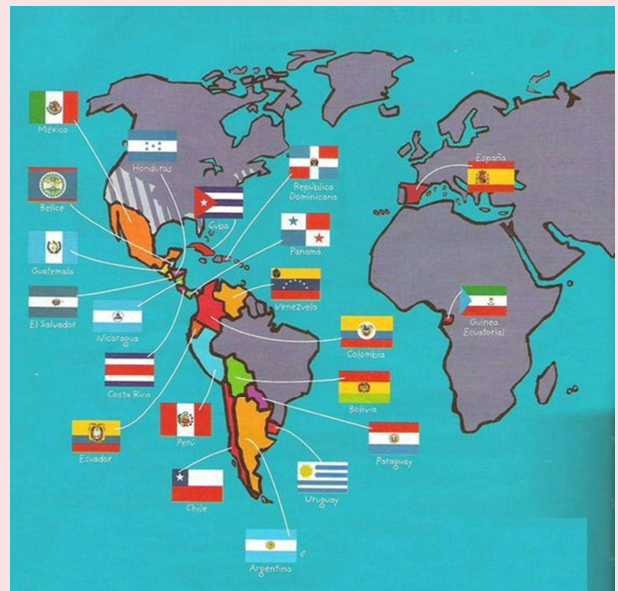 México
Honduras
España
República
Dominicana
Belice
Cuba
Panamá
Guatemala
Venezuela
El Salvador
Nicaragua
Guinea
Ecuatorial
Colombia
Costa Rica
Bolivia
Perú
Ecuador
Paraguay
Uruguay
Chile
Argentina